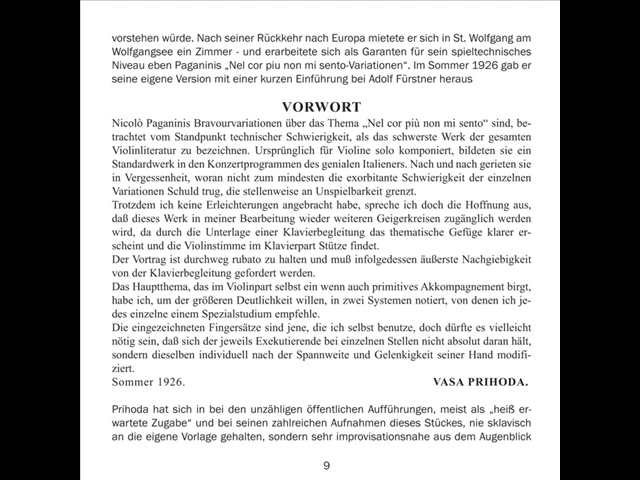 vorstehen würde. Nach seiner Rückkehr nach Europa mietete er sich in St. Wolfgang am
Wolfgangsee ein Zimmer - und erarbeitete sich als Garanten für sein spieltechnisches
Niveau eben Paganinis „Nel cor piu non mi sento-Variationen“. Im Sommer 1926 gab er
seine eigene Version mit einer kurzen Einführung bei Adolf Fürstner heraus
VORWORT
Nicolò Paganinis Bravourvariationen über das Thema „Nel cor più non mi sento“ sind, be-
trachtet vom Standpunkt technischer Schwierigkeit, als das schwerste Werk der gesamten
Violinliteratur zu bezeichnen. Ursprünglich für Violine solo komponiert, bildeten sie ein
Standardwerk in den Konzertprogrammen des genialen Italieners. Nach und nach gerieten sie
in Vergessenheit, woran nicht zum mindesten die exorbitante Schwierigkeit der einzelnen
Variationen Schuld trug, die stellenweise an Unspielbarkeit grenzt.
Trotzdem ich keine Erleichterungen angebracht habe, spreche ich doch die Hoffnung aus,
daß dieses Werk in meiner Bearbeitung wieder weiteren Geigerkreisen zugänglich werden
wird, da durch die Unterlage einer Klavierbegleitung das thematische Gefüge klarer er-
scheint und die Violinstimme im Klavierpart Stütze findet.
Der Vortrag ist durchweg rubato zu halten und muß infolgedessen äußerste Nachgiebigkeit
von der Klavierbegleitung gefordert werden.
Das Hauptthema, das im Violinpart selbst ein wenn auch primitives Akkompagnement birgt,
habe ich, um der größeren Deutlichkeit willen, in zwei Systemen notiert, von denen ich je-
des einzelne einem Spezialstudium empfehle.
Die eingezeichneten Fingersätze sind jene, die ich selbst benutze, doch dürfte es vielleicht
nötig sein, daß sich der jeweils Exekutierende bei einzelnen Stellen nicht absolut daran hält,
sondern dieselben individuell nach der Spannweite und Gelenkigkeit seiner Hand modifi-
ziert.
Sommer 1926. VASA PRIHODA.
Prihoda hat sich in bei den unzähligen öffentlichen Aufführungen, meist als „heiß er-
wartete Zugabe“ und bei seinen zahlreichen Aufnahmen dieses Stückes, nie sklavisch
an die eigene Vorlage gehalten, sondern sehr improvisationsnahe aus dem Augenblick
9